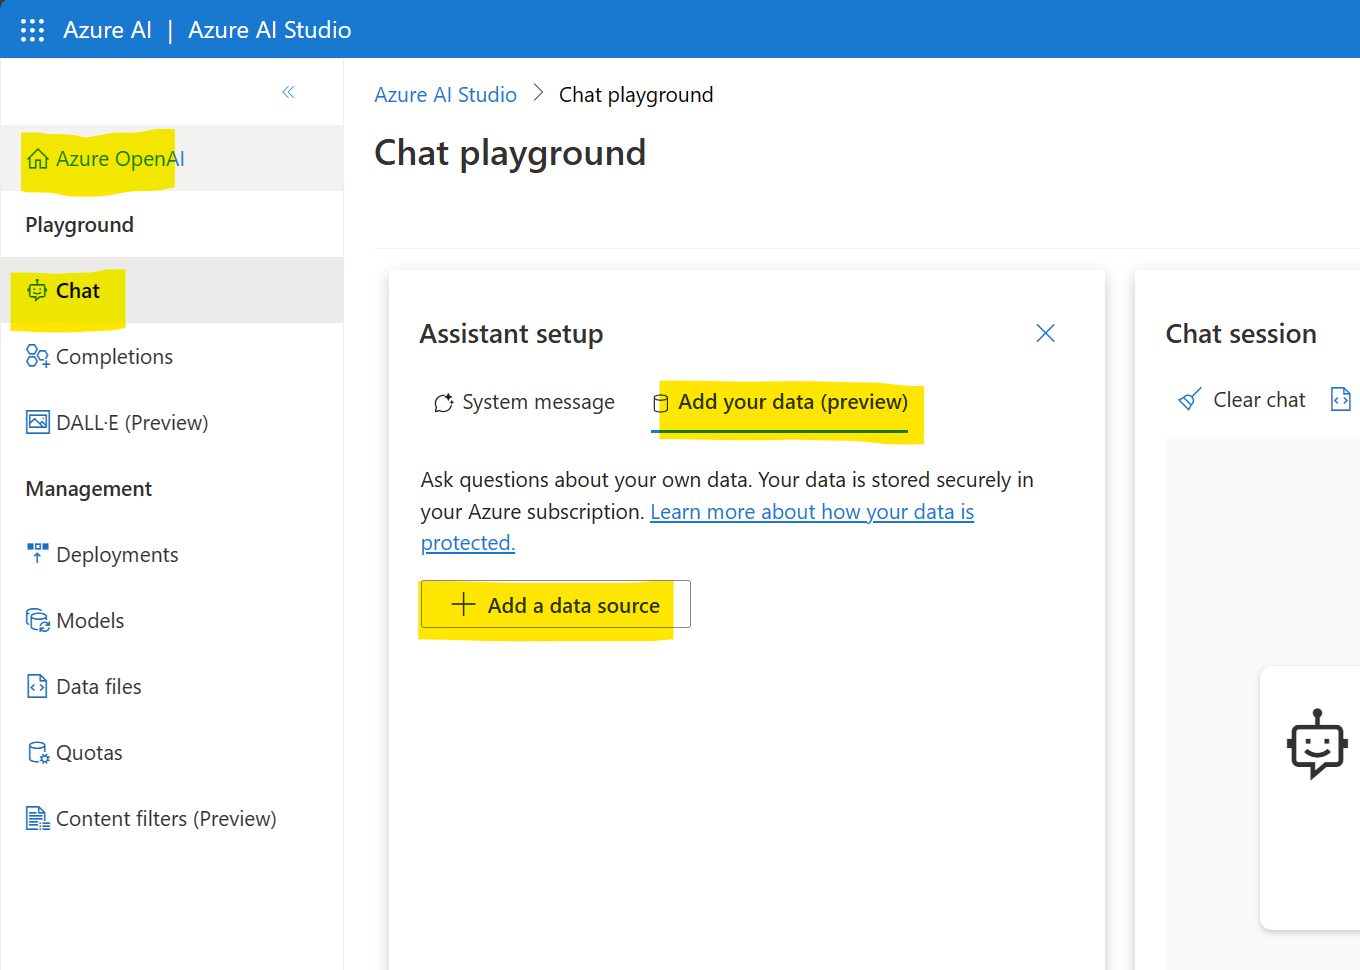 Azure AI | Azure AI Studio
Azure AI Studio > Chat playground
Chat playground
Azure OpenAI
Playground
Chat
Completions
DALL·E (Preview)
Management
Deployments
Models
Data files
Quotas
Content filters (Preview)
Assistant setup
System message
Add your data (preview)
Ask questions about your own data. Your data is stored securely in
your Azure subscription. Learn more about how your data is
protected.
+ Add a data source
Chat session
Clear chat